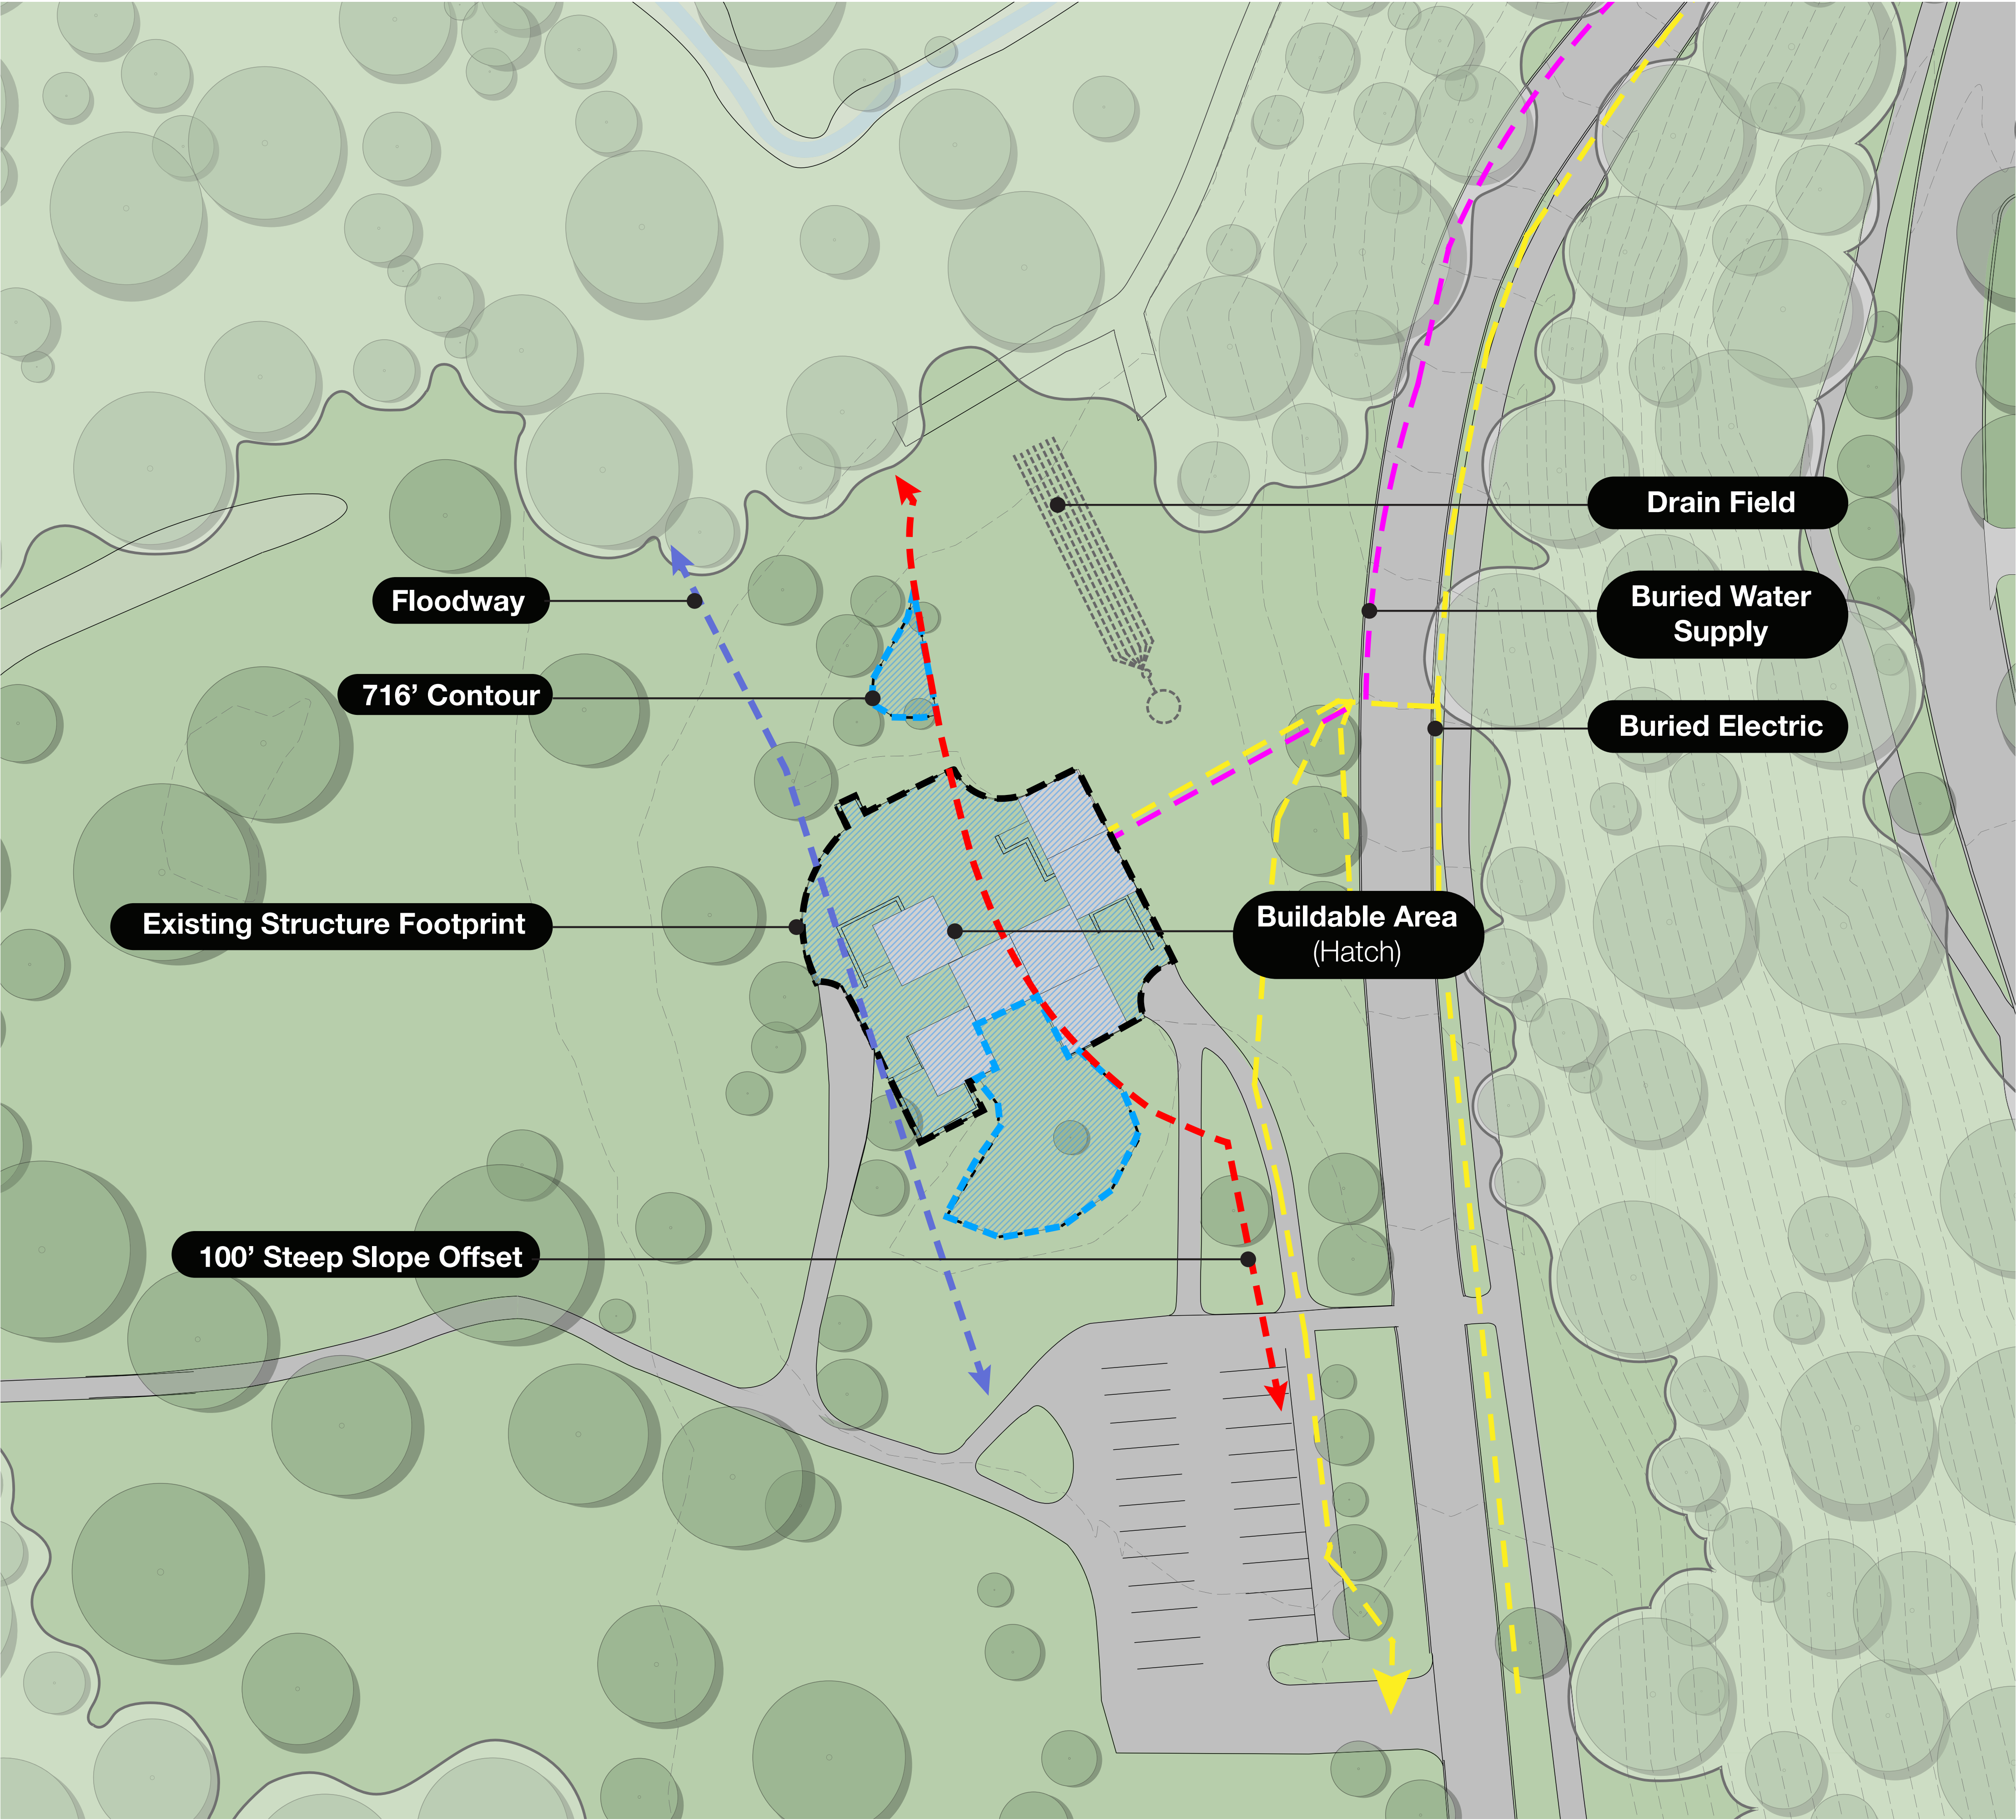 Drain Field
Floodway
Buried Water
Supply
716’ Contour
Buried Electric
Existing Structure Footprint
Buildable Area
(Hatch)
100’ Steep Slope Offset